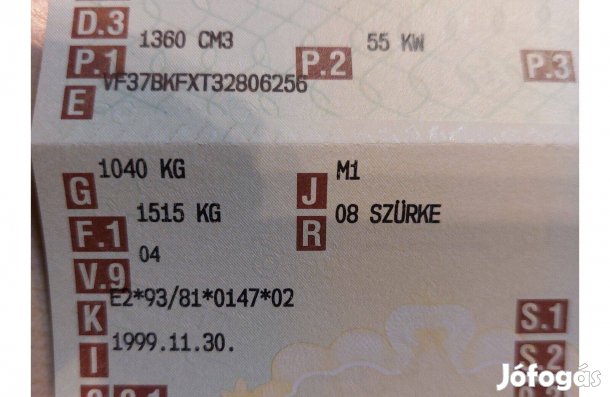 D.3
P.1 1360 CM3 P.2 55 KW P.3
E VF37BKFXT32806256
G 1040 KG J M1
F.1 1515 KG R 08 SZÜRKE
V.9 04
K E2*93/81*0147*02
I 1999.11.30.
S.1
S.2
Jófogás